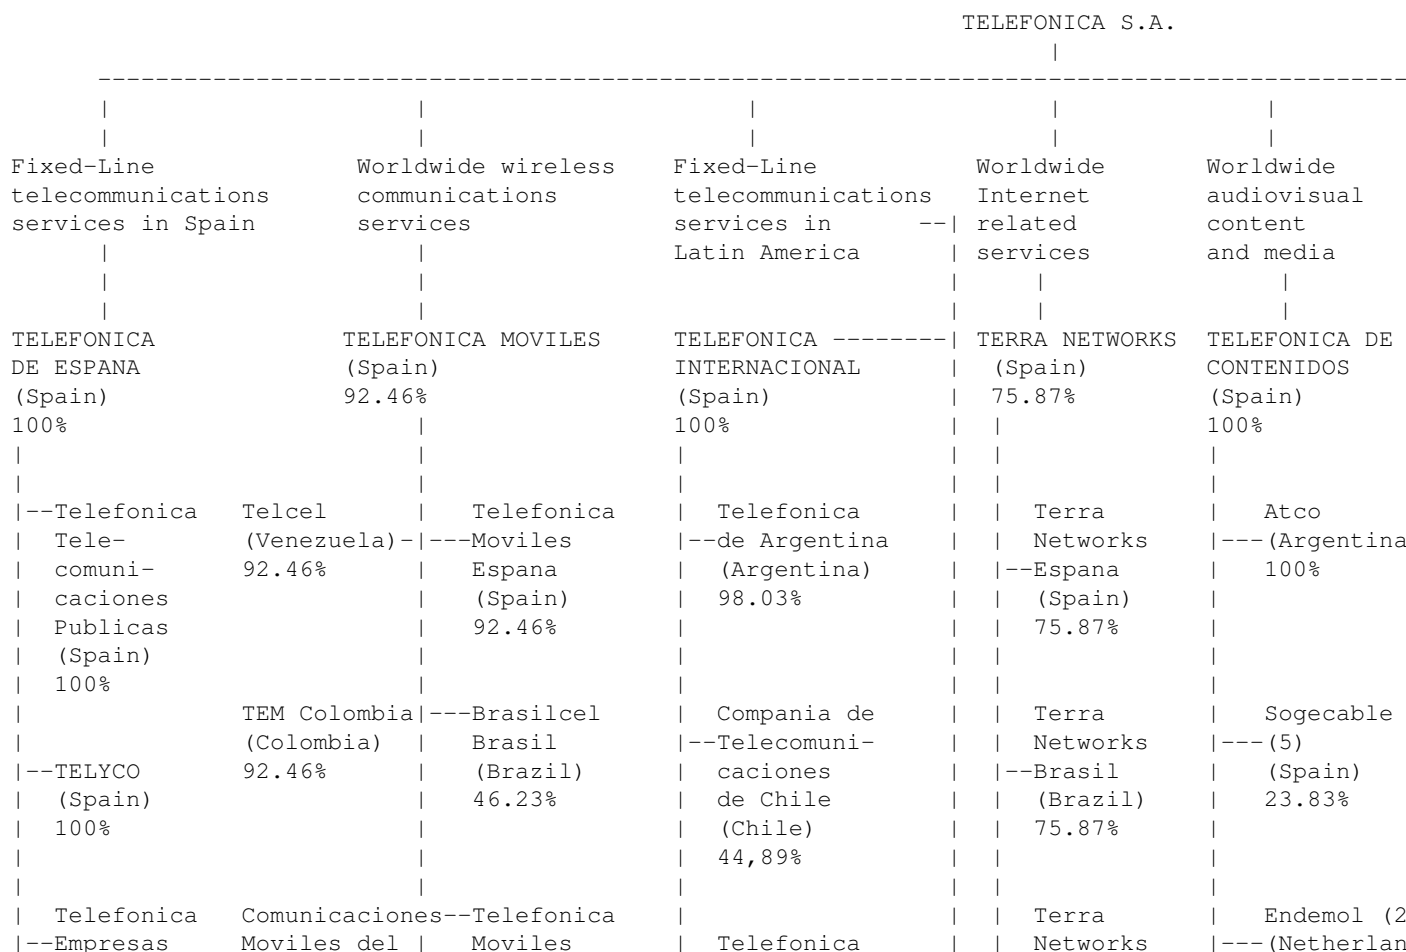 TELEFONICA S.A.
Fixed-Line Worldwide wireless Fixed-Line Worldwide Worldwide
telecommunications communications telecommunications Internet audiovisual
services in Spain services services in --| related content
Latin America | services and media
TELEFONICA TELEFONICA MOVILES TELEFONICA --------| TERRA NETWORKS TELEFONICA DE
DE ESPANA (Spain) INTERNACIONAL | (Spain) CONTENIDOS
(Spain) 92.46% (Spain) | 75.87% (Spain)
100% | 100% | | 100%
|--Telefonica Telcel | Telefonica | Telefonica | | Terra | Atco
| Tele- (Venezuela)-|---Moviles |--de Argentina | | Networks |---(Argentina
| comuni- 92.46% | Espana | (Argentina) | |--Espana | 100%
| caciones | (Spain) | 98.03% | | (Spain) |
| Publicas | 92.46% | | | 75.87% |
| (Spain) | | | | |
| 100% | | | | |
| TEM Colombia|---Brasilcel | Compania de | | Terra | Sogecable
| (Colombia) | Brasil |--Telecomuni- | | Networks |---(5)
|--TELYCO 92.46% | (Brazil) | caciones | |--Brasil | (Spain)
| (Spain) | 46.23% | de Chile | | (Brazil) | 23.83%
| 100% | | (Chile) | | 75.87% |
| | | 44,89% | | |
| Telefonica Comunicaciones--Telefonica | | | Terra | Endemol (2
|--Empresas Moviles del | Moviles | Telefonica | | Networks |---(Netherlan